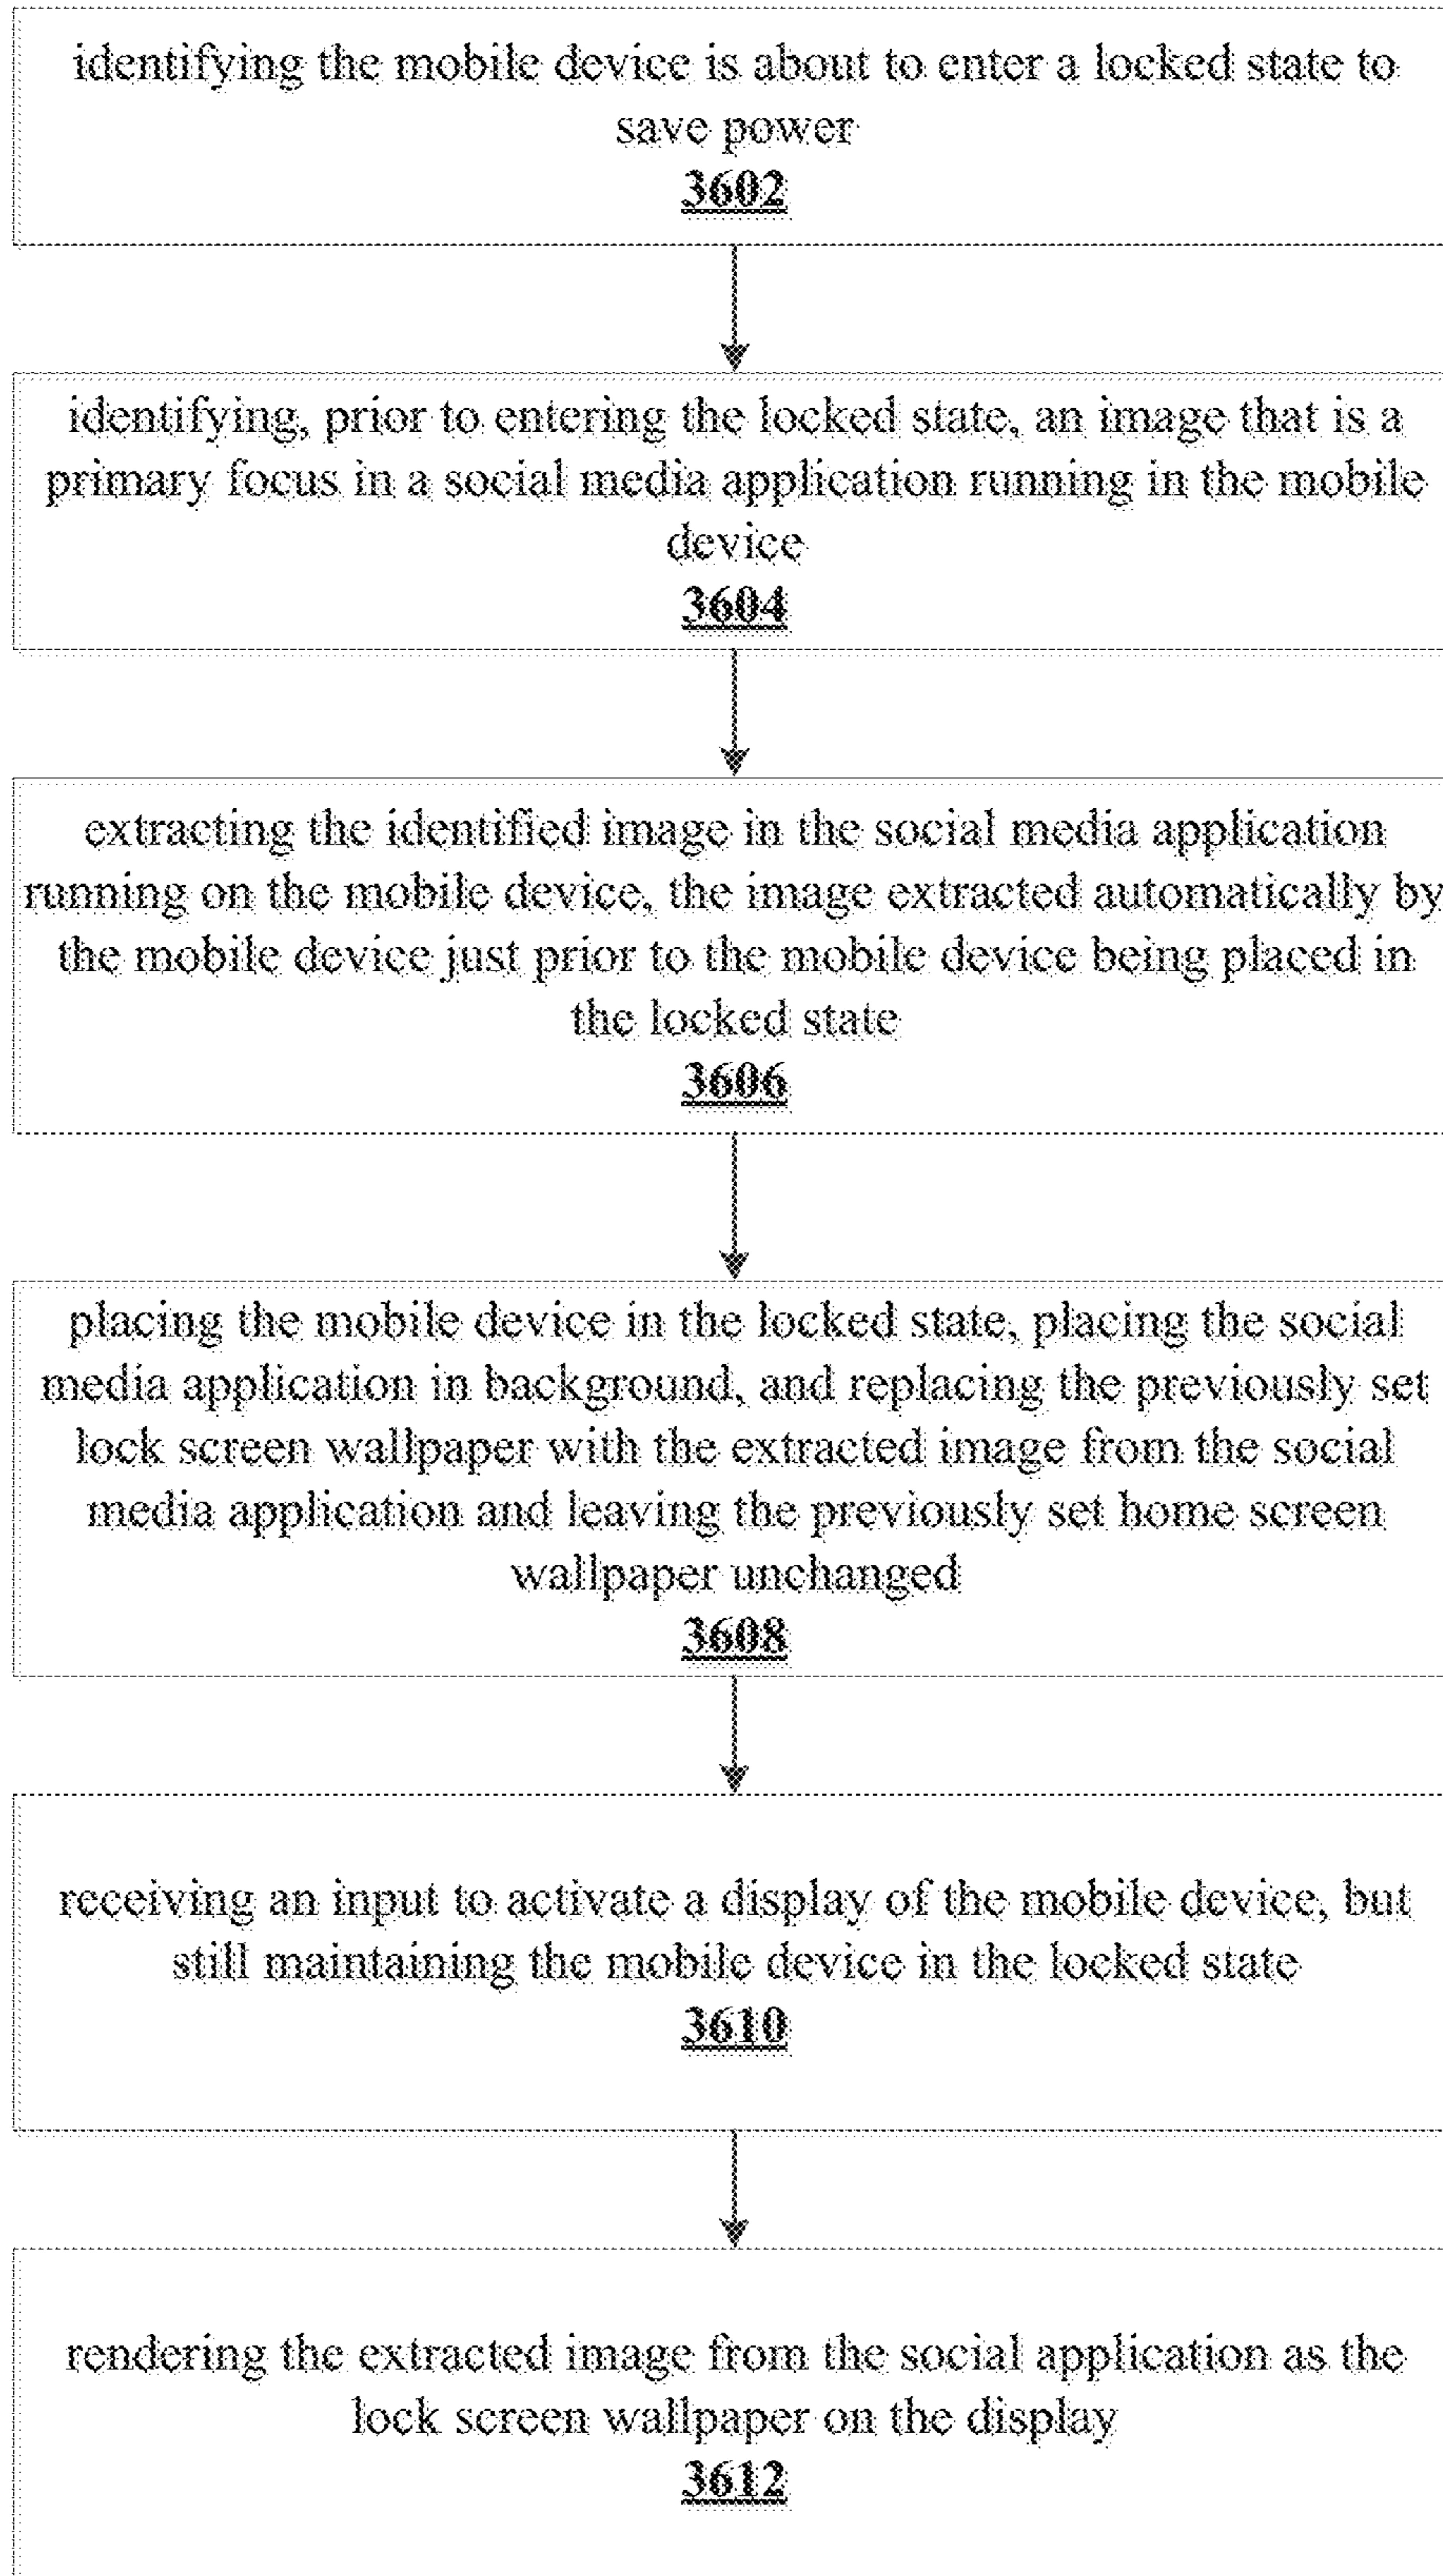 identifying the mobile device is about to enter a locked state to
save power
3602
identifying, prior to entering the locked state, an image that is a
primary focus in a social media application running in the mobile
device
3604
extracting the identified image in the social media application
running on the mobile device, the image extracted automatically by
the mobile device just prior to the mobile device being placed in
the locked state
3606
placing the mobile device in the locked state, placing the social
media application in background, and replacing the previously set
lock screen wallpaper with the extracted image from the social
media application and leaving the previously set home screen
wallpaper unchanged
3608
receiving an input to activate a display of the mobile device, but
still maintaining the mobile device in the locked state
3610
rendering the extracted image from the social application as the
lock screen wallpaper on the display
3612